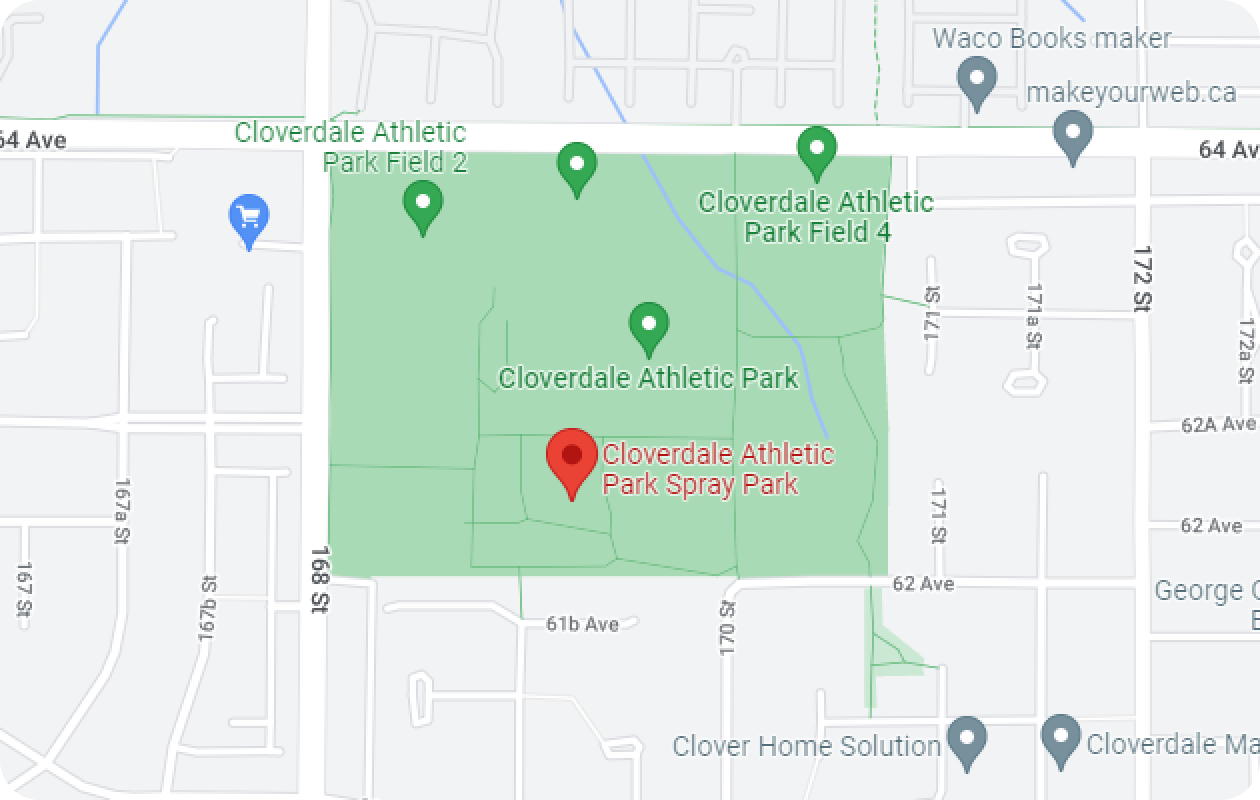 Waco Books maker
makeyourweb.ca
64 Ave
64 Av
Cloverdale Athletic
Park Field 2
Cloverdale Athletic
Park Field 4
172 St
171 St
171a St
172a St
Cloverdale Athletic Park
62A Ave
Cloverdale Athletic
Park Spray Park
167a St
171 St
62 Ave
168 St
167 St
167b St
62 Ave
George
61b Ave
170 St
Clover Home Solution
Cloverdale Ma